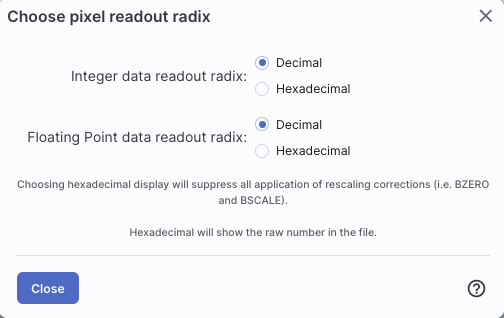 Choose pixel readout radix
Integer data readout radix:
Decimal
Hexadecimal
Floating Point data readout radix:
Decimal
Hexadecimal
Choosing hexadecimal display will suppress all application of rescaling corrections (i.e. BZERO
and BSCALE).
Hexadecimal will show the raw number in the file.
Close
?